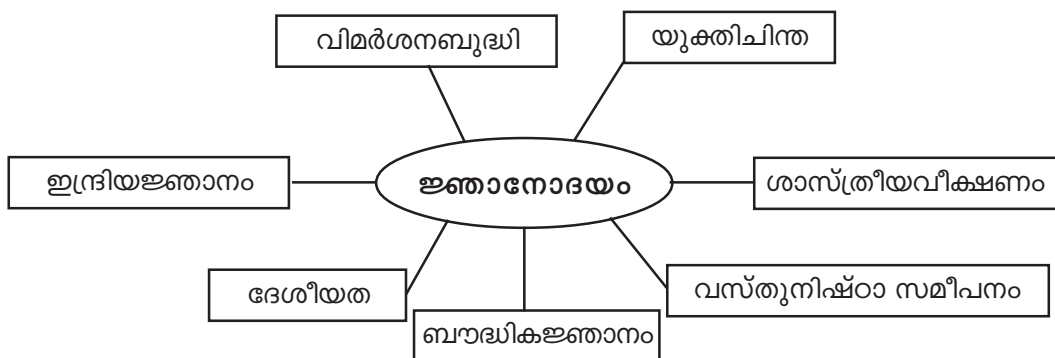 വിമർശനബുദ്ധി
യുക്തിചിന്ത
ഇന്ദ്രിയജ്ഞാനം
ജ്ഞാനോദയം
ശാസ്ത്രീയവീക്ഷണം
ദേശീയത
വസ്തുനിഷ്ഠാ സമീപനം
ബൗദ്ധികജ്ഞാനം